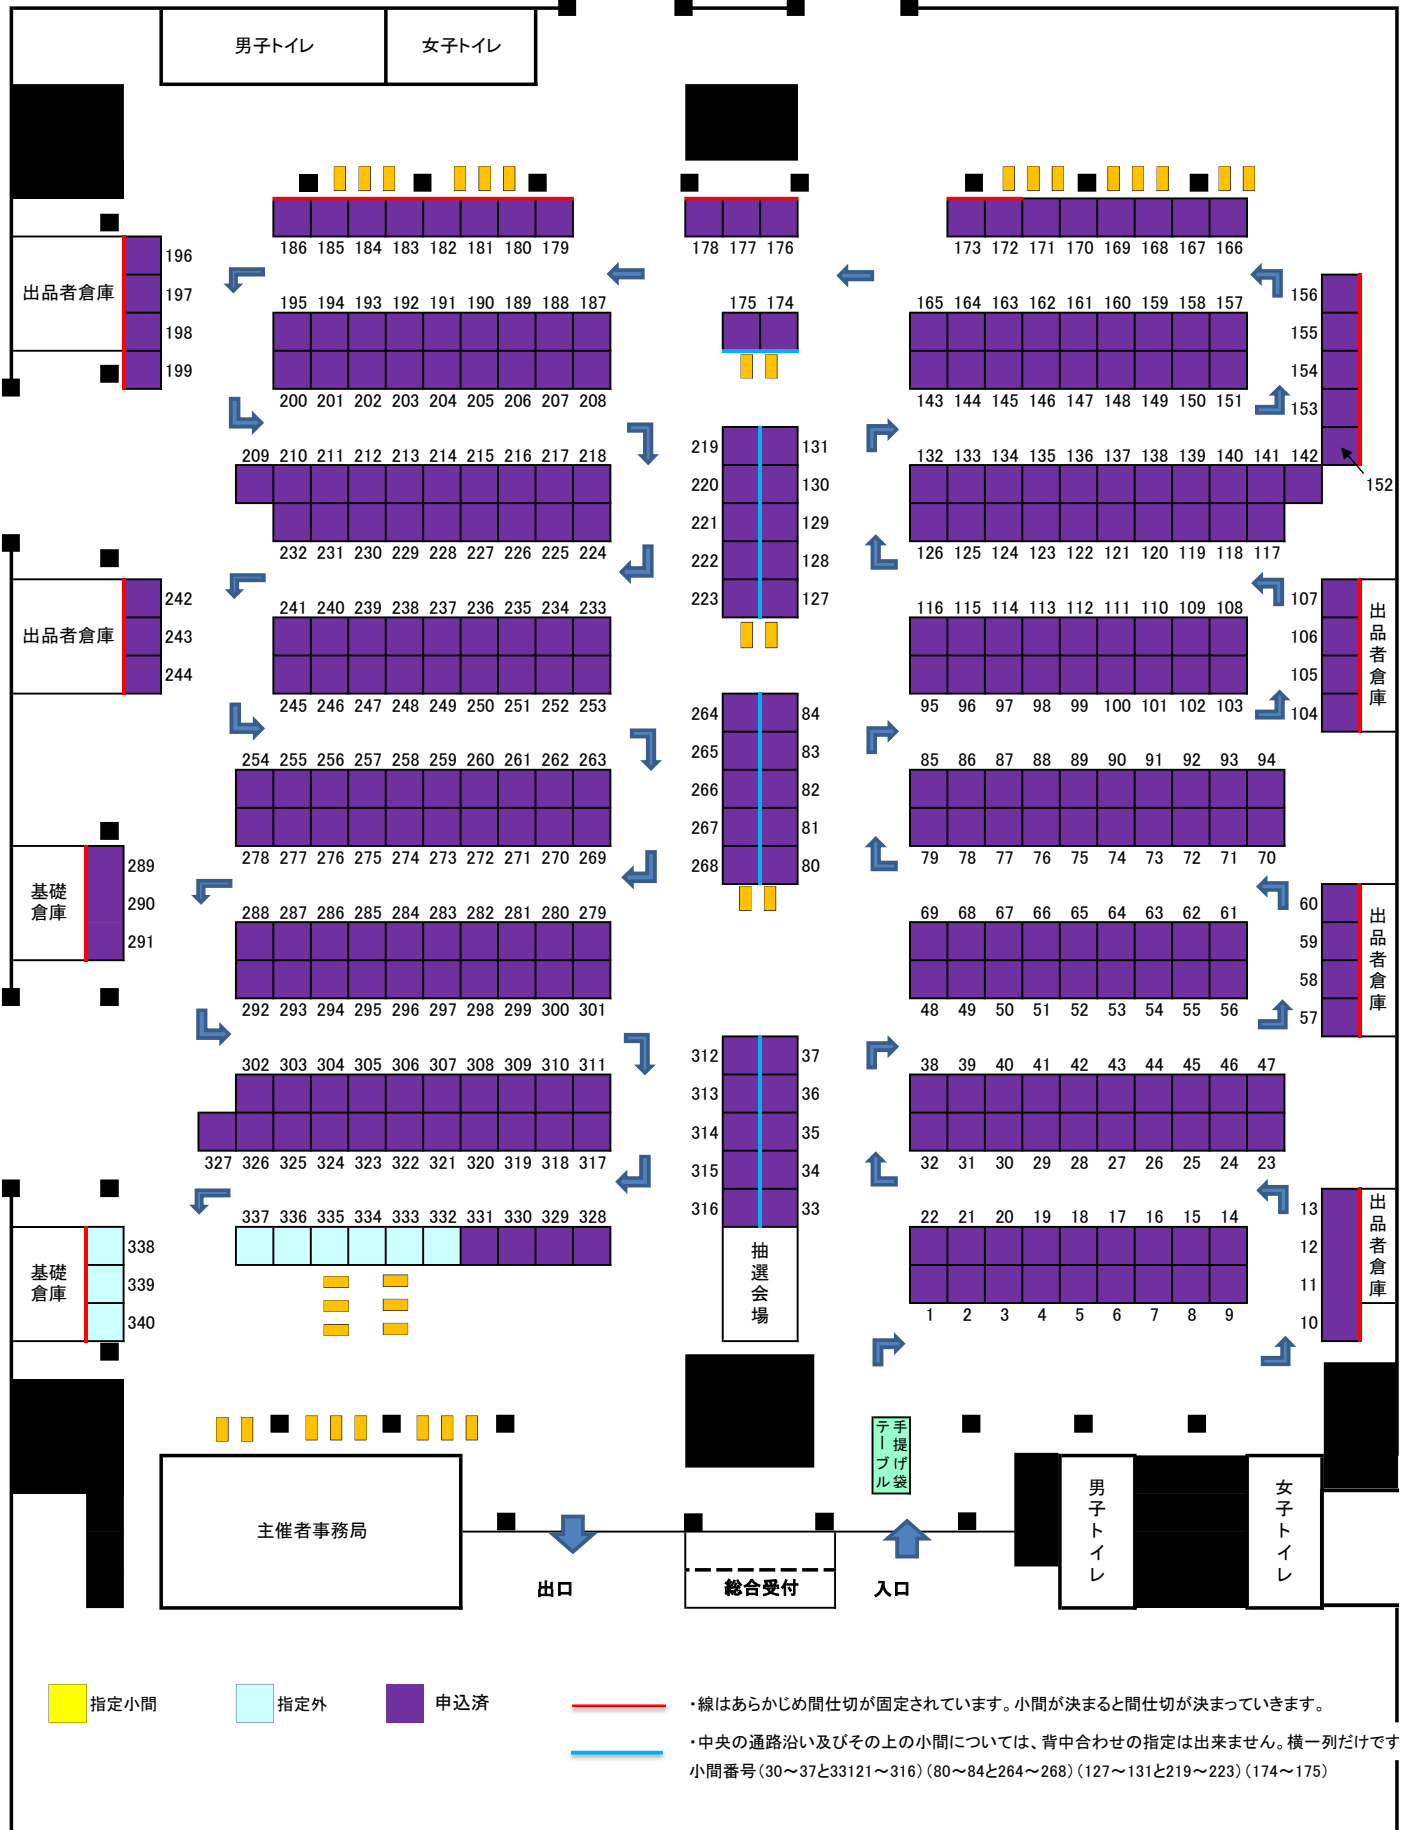 男子トイレ 女子トイレ
186 185 184 183 182 181 180 179 178 177 176 173 172 171 170 169 168 167 166
196
197
198
199
出品者倉庫
195 194 193 192 191 190 189 188 187 175 174 165 164 163 162 161 160 159 158 157
156
155
154
153
152
200 201 202 203 204 205 206 207 208 143 144 145 146 147 148 149 150 151
209 210 211 212 213 214 215 216 217 218
219 131
220 130
221 129
222 128
223 127
132 133 134 135 136 137 138 139 140 141 142
232 231 230 229 228 227 226 225 224 126 125 124 123 122 121 120 119 118 117
出品者倉庫
242
243
244
241 240 239 238 237 236 235 234 233 116 115 114 113 112 111 110 109 108
107
106
105
104
出品者倉庫
245 246 247 248 249 250 251 252 253 95 96 97 98 99 100 101 102 103
264 84
265 83
266 82
267 81
268 80
254 255 256 257 258 259 260 261 262 263 85 86 87 88 89 90 91 92 93 94
278 277 276 275 274 273 272 271 270 269 79 78 77 76 75 74 73 72 71 70
基礎
倉庫
289
290
291
288 287 286 285 284 283 282 281 280 279 69 68 67 66 65 64 63 62 61
60
59
58
57
出品者倉庫
292 293 294 295 296 297 298 299 300 301 48 49 50 51 52 53 54 55 56
312 37
313 36
314 35
315 34
316 33
302 303 304 305 306 307 308 309 310 311 38 39 40 41 42 43 44 45 46 47
327 326 325 324 323 322 321 320 319 318 317 32 31 30 29 28 27 26 25 24 23
337 336 335 334 333 332 331 330 329 328 22 21 20 19 18 17 16 15 14
13
12
11
10
出品者倉庫
基礎
倉庫
338
339
340
抽選会場
1 2 3 4 5 6 7 8 9
手提げ袋
テーブル
主催者事務局
男子トイレ
女子トイレ
出口 総合受付 入口
指定小間 指定外 申込済
・線はあらかじめ間仕切が固定されています。小間が決まると間仕切が決まっていきます。
・中央の通路沿い及びその上の小間については、背中合わせの指定は出来ません。横一列だけです
小間番号(30～37と33121～316)(80～84と264～268)(127～131と219～223)(174～175)